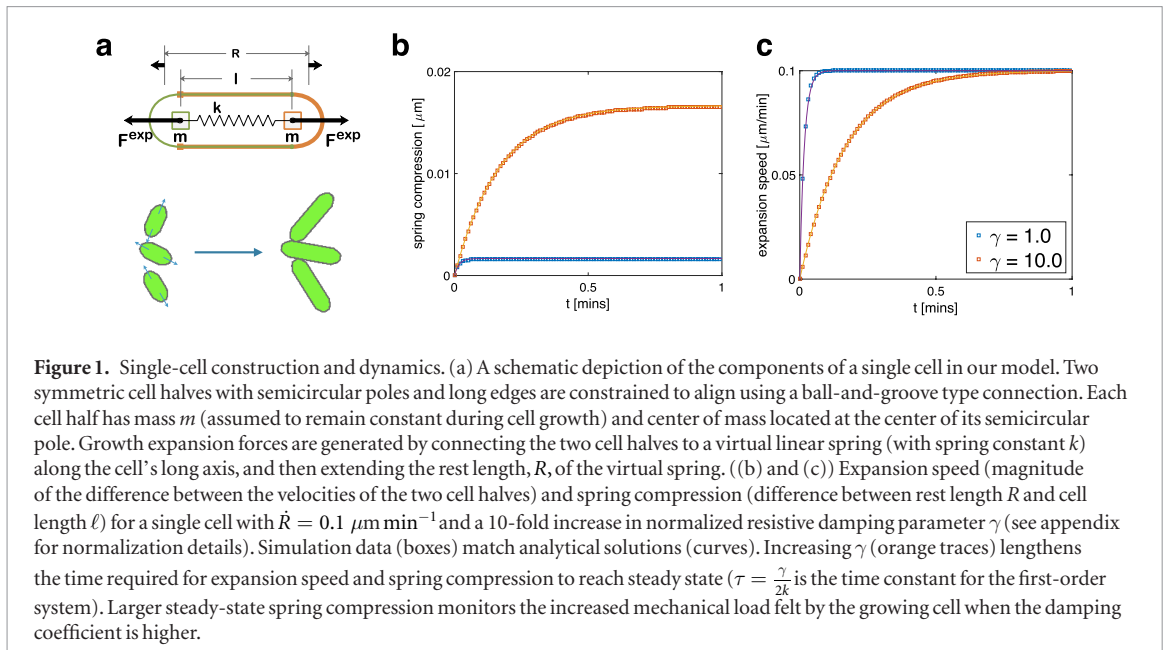 a
b
c
R
l
k
F^exp
m
m
F^exp
spring compression [ μm]
0.02
0.01
0
0
0.5
1
t [mins]
expansion speed [ μm/min]
0.1
0.05
0
0
0.5
1
t [mins]
γ = 1.0
γ = 10.0
Figure 1. Single-cell construction and dynamics. (a) A schematic depiction of the components of a single cell in our model. Two
symmetric cell halves with semicircular poles and long edges are constrained to align using a ball-and-groove type connection. Each
cell half has mass m (assumed to remain constant during cell growth) and center of mass located at the center of its semicircular
pole. Growth expansion forces are generated by connecting the two cell halves to a virtual linear spring (with spring constant k)
along the cell's long axis, and then extending the rest length, R, of the virtual spring. ((b) and (c)) Expansion speed (magnitude
of the difference between the velocities of the two cell halves) and spring compression (difference between rest length R and cell
length ℓ) for a single cell with Ṙ = 0.1 μm min⁻¹ and a 10-fold increase in normalized resistive damping parameter γ (see appendix
for normalization details). Simulation data (boxes) match analytical solutions (curves). Increasing γ (orange traces) lengthens
the time required for expansion speed and spring compression to reach steady state (τ = γ/2k is the time constant for the first-order
system). Larger steady-state spring compression monitors the increased mechanical load felt by the growing cell when the damping
coefficient is higher.